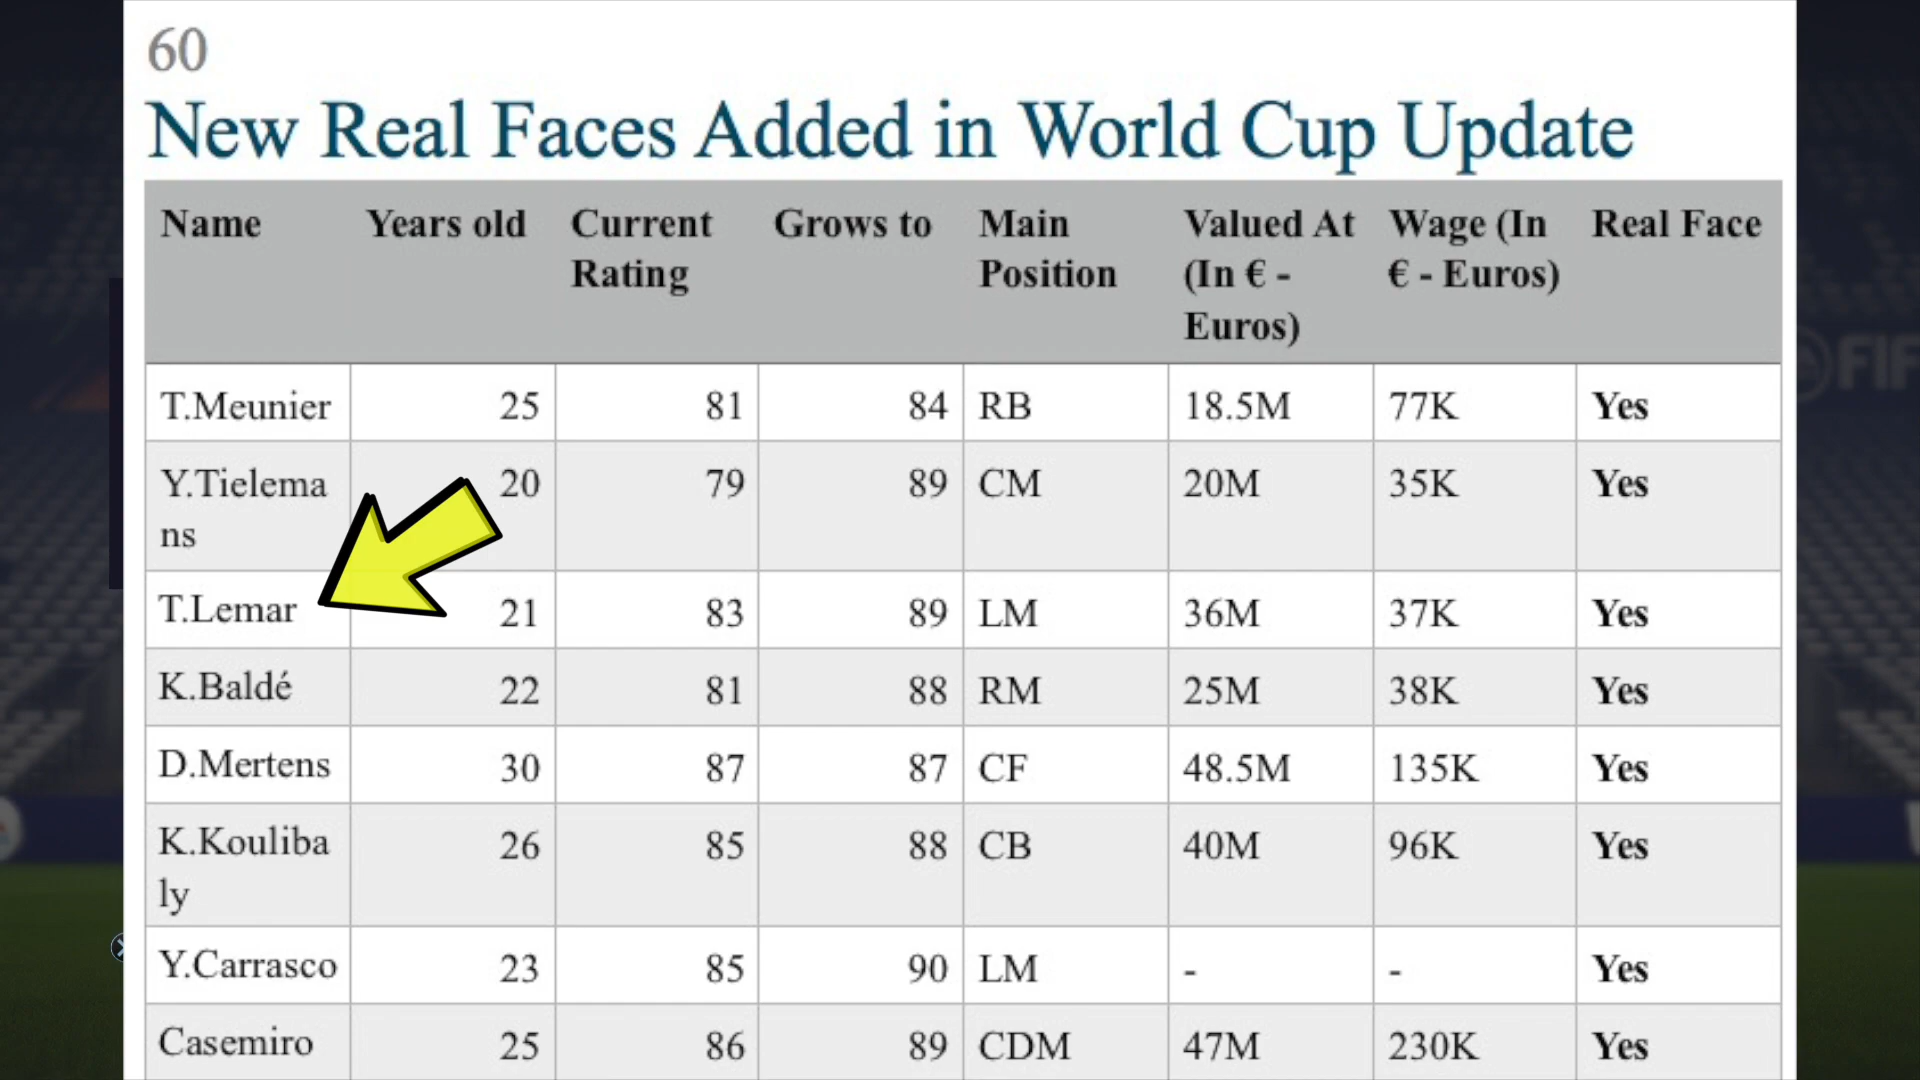 60
New Real Faces Added in World Cup Update
Name Years old Current Rating Grows to Main Position Valued At (In € - Euros) Wage (In € - Euros) Real Face
T.Meunier 25 81 84 RB 18.5M 77K Yes
Y.Tielemans 20 79 89 CM 20M 35K Yes
T.Lemar 21 83 89 LM 36M 37K Yes
K.Baldé 22 81 88 RM 25M 38K Yes
D.Mertens 30 87 87 CF 48.5M 135K Yes
K.Koulibaly 26 85 88 CB 40M 96K Yes
Y.Carrasco 23 85 90 LM - - Yes
Casemiro 25 86 89 CDM 47M 230K Yes
FIF